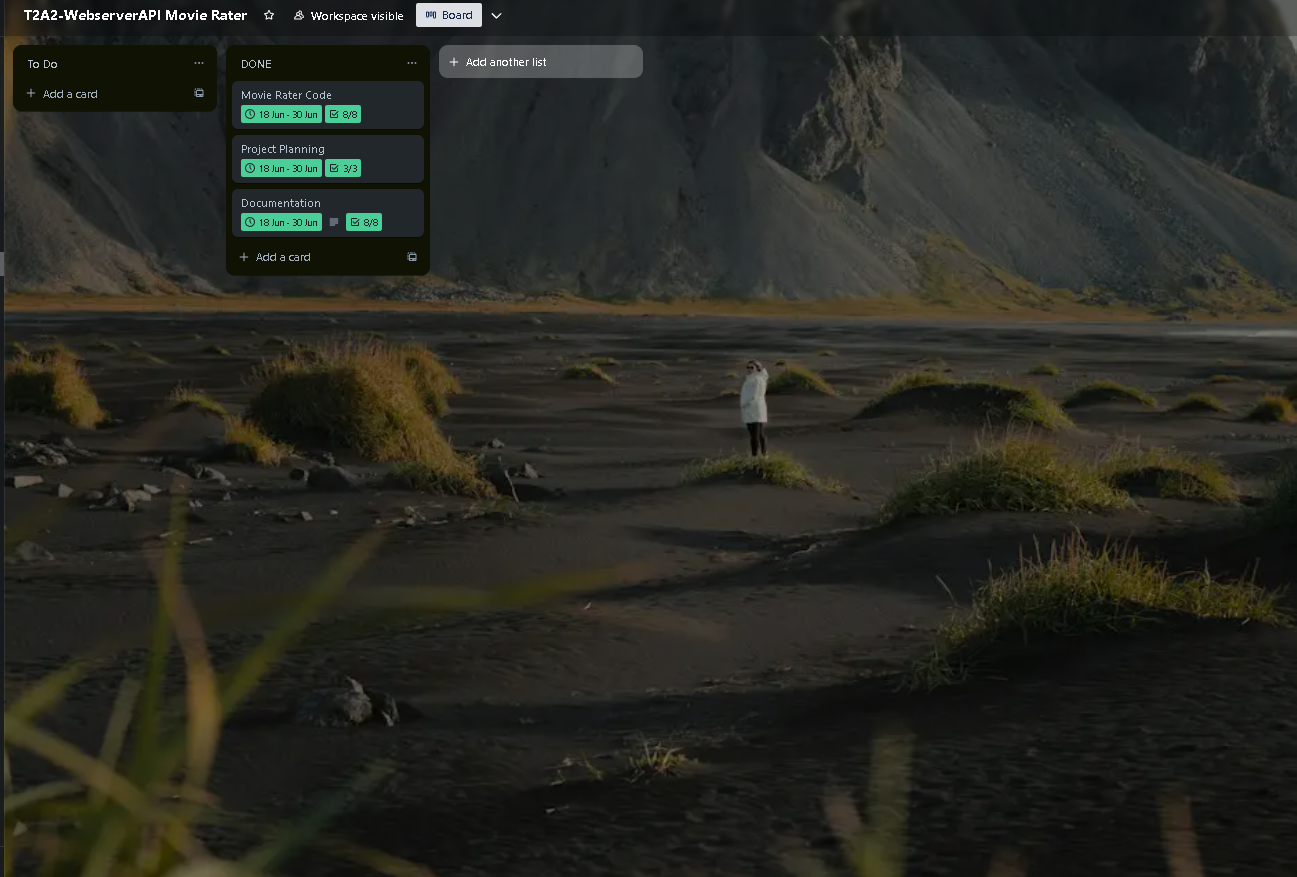 T2A2-WebserverAPI Movie Rater
Workspace visible
Board
To Do
Add a card
DONE
Movie Rater Code
18 Jun - 30 Jun
8/8
Project Planning
18 Jun - 30 Jun
3/3
Documentation
18 Jun - 30 Jun
8/8
Add a card
Add another list